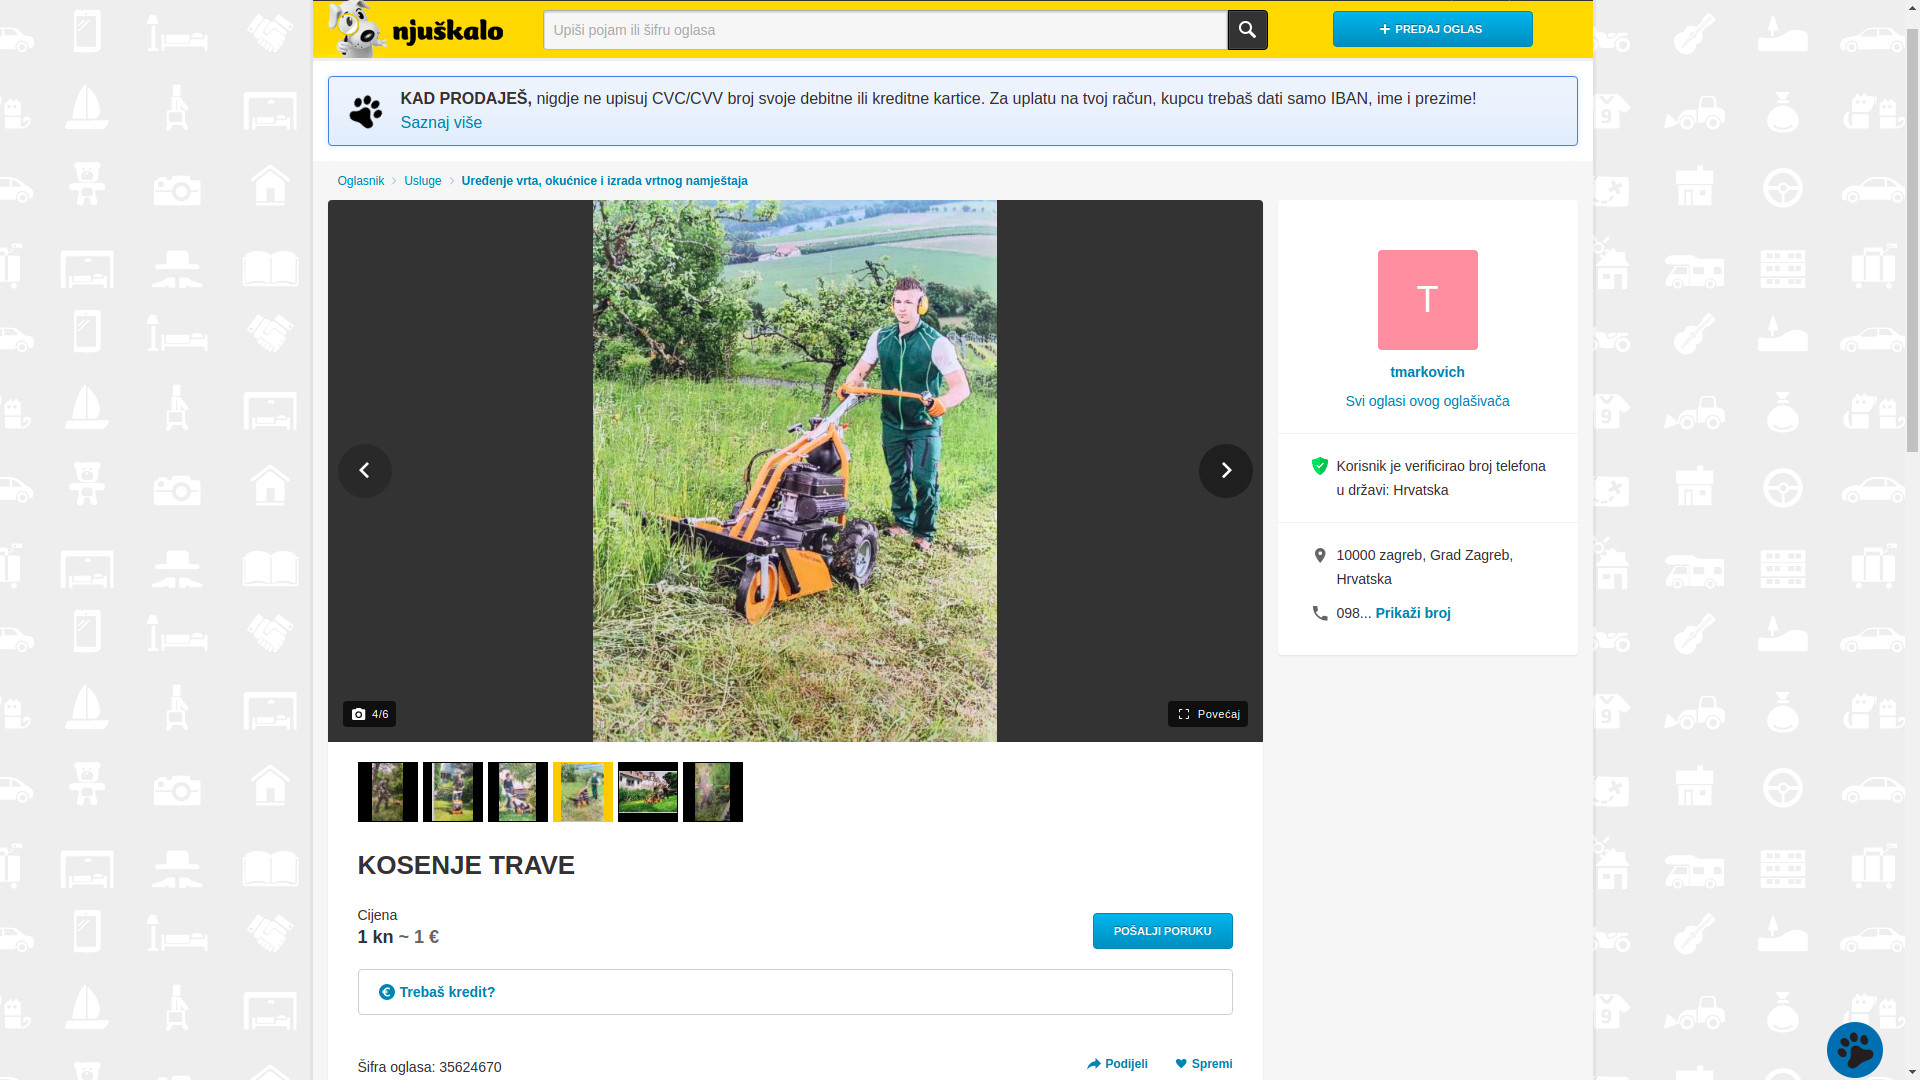 njuškalo
Upiši pojam ili šifru oglasa
PREDAJ OGLAS
KAD PRODAJEŠ, nigdje ne upisuj CVC/CVV broj svoje debitne ili kreditne kartice. Za uplatu na tvoj račun, kupcu trebaš dati samo IBAN, ime i prezime!
Saznaj više
Oglasnik
Usluge
Uređenje vrta, okućnice i izrada vrtnog namještaja
T
tmarkovich
Svi oglasi ovog oglašivača
Korisnik je verificirao broj telefona
u državi: Hrvatska
10000 zagreb, Grad Zagreb,
Hrvatska
098... Prikaži broj
4/6
Povećaj
KOSENJE TRAVE
Cijena
1 kn ~ 1 €
POŠALJI PORUKU
Trebaš kredit?
Šifra oglasa: 35624670
Podijeli
Spremi